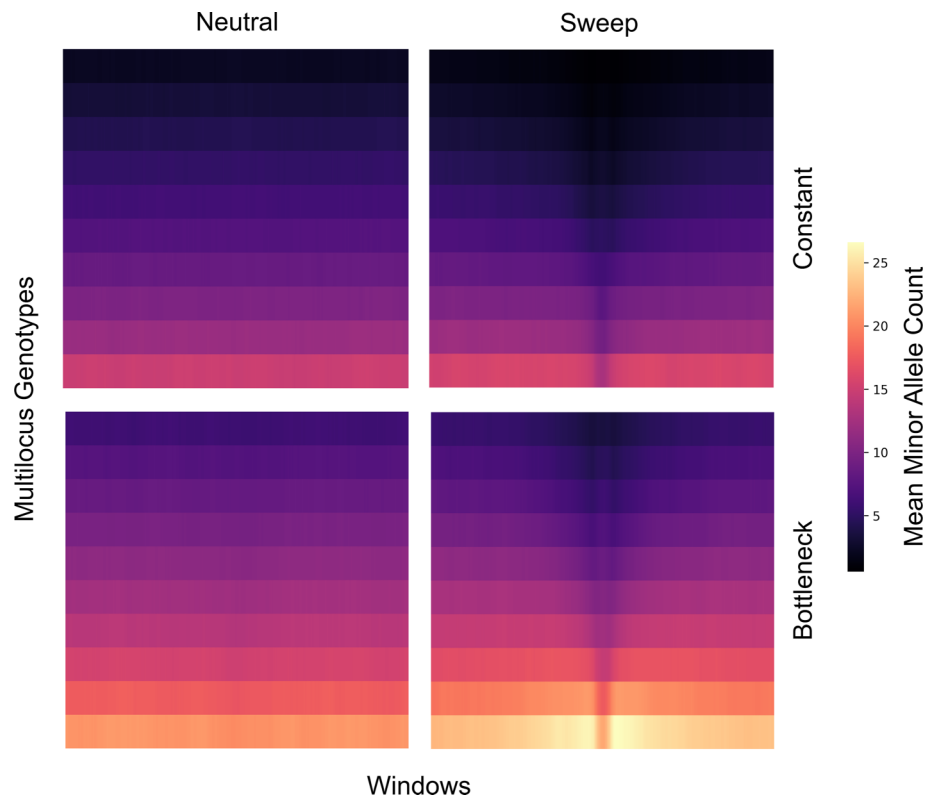 Neutral
Sweep
Multilocus Genotypes
Constant
Bottleneck
25
20
15
10
5
Mean Minor Allele Count
Windows